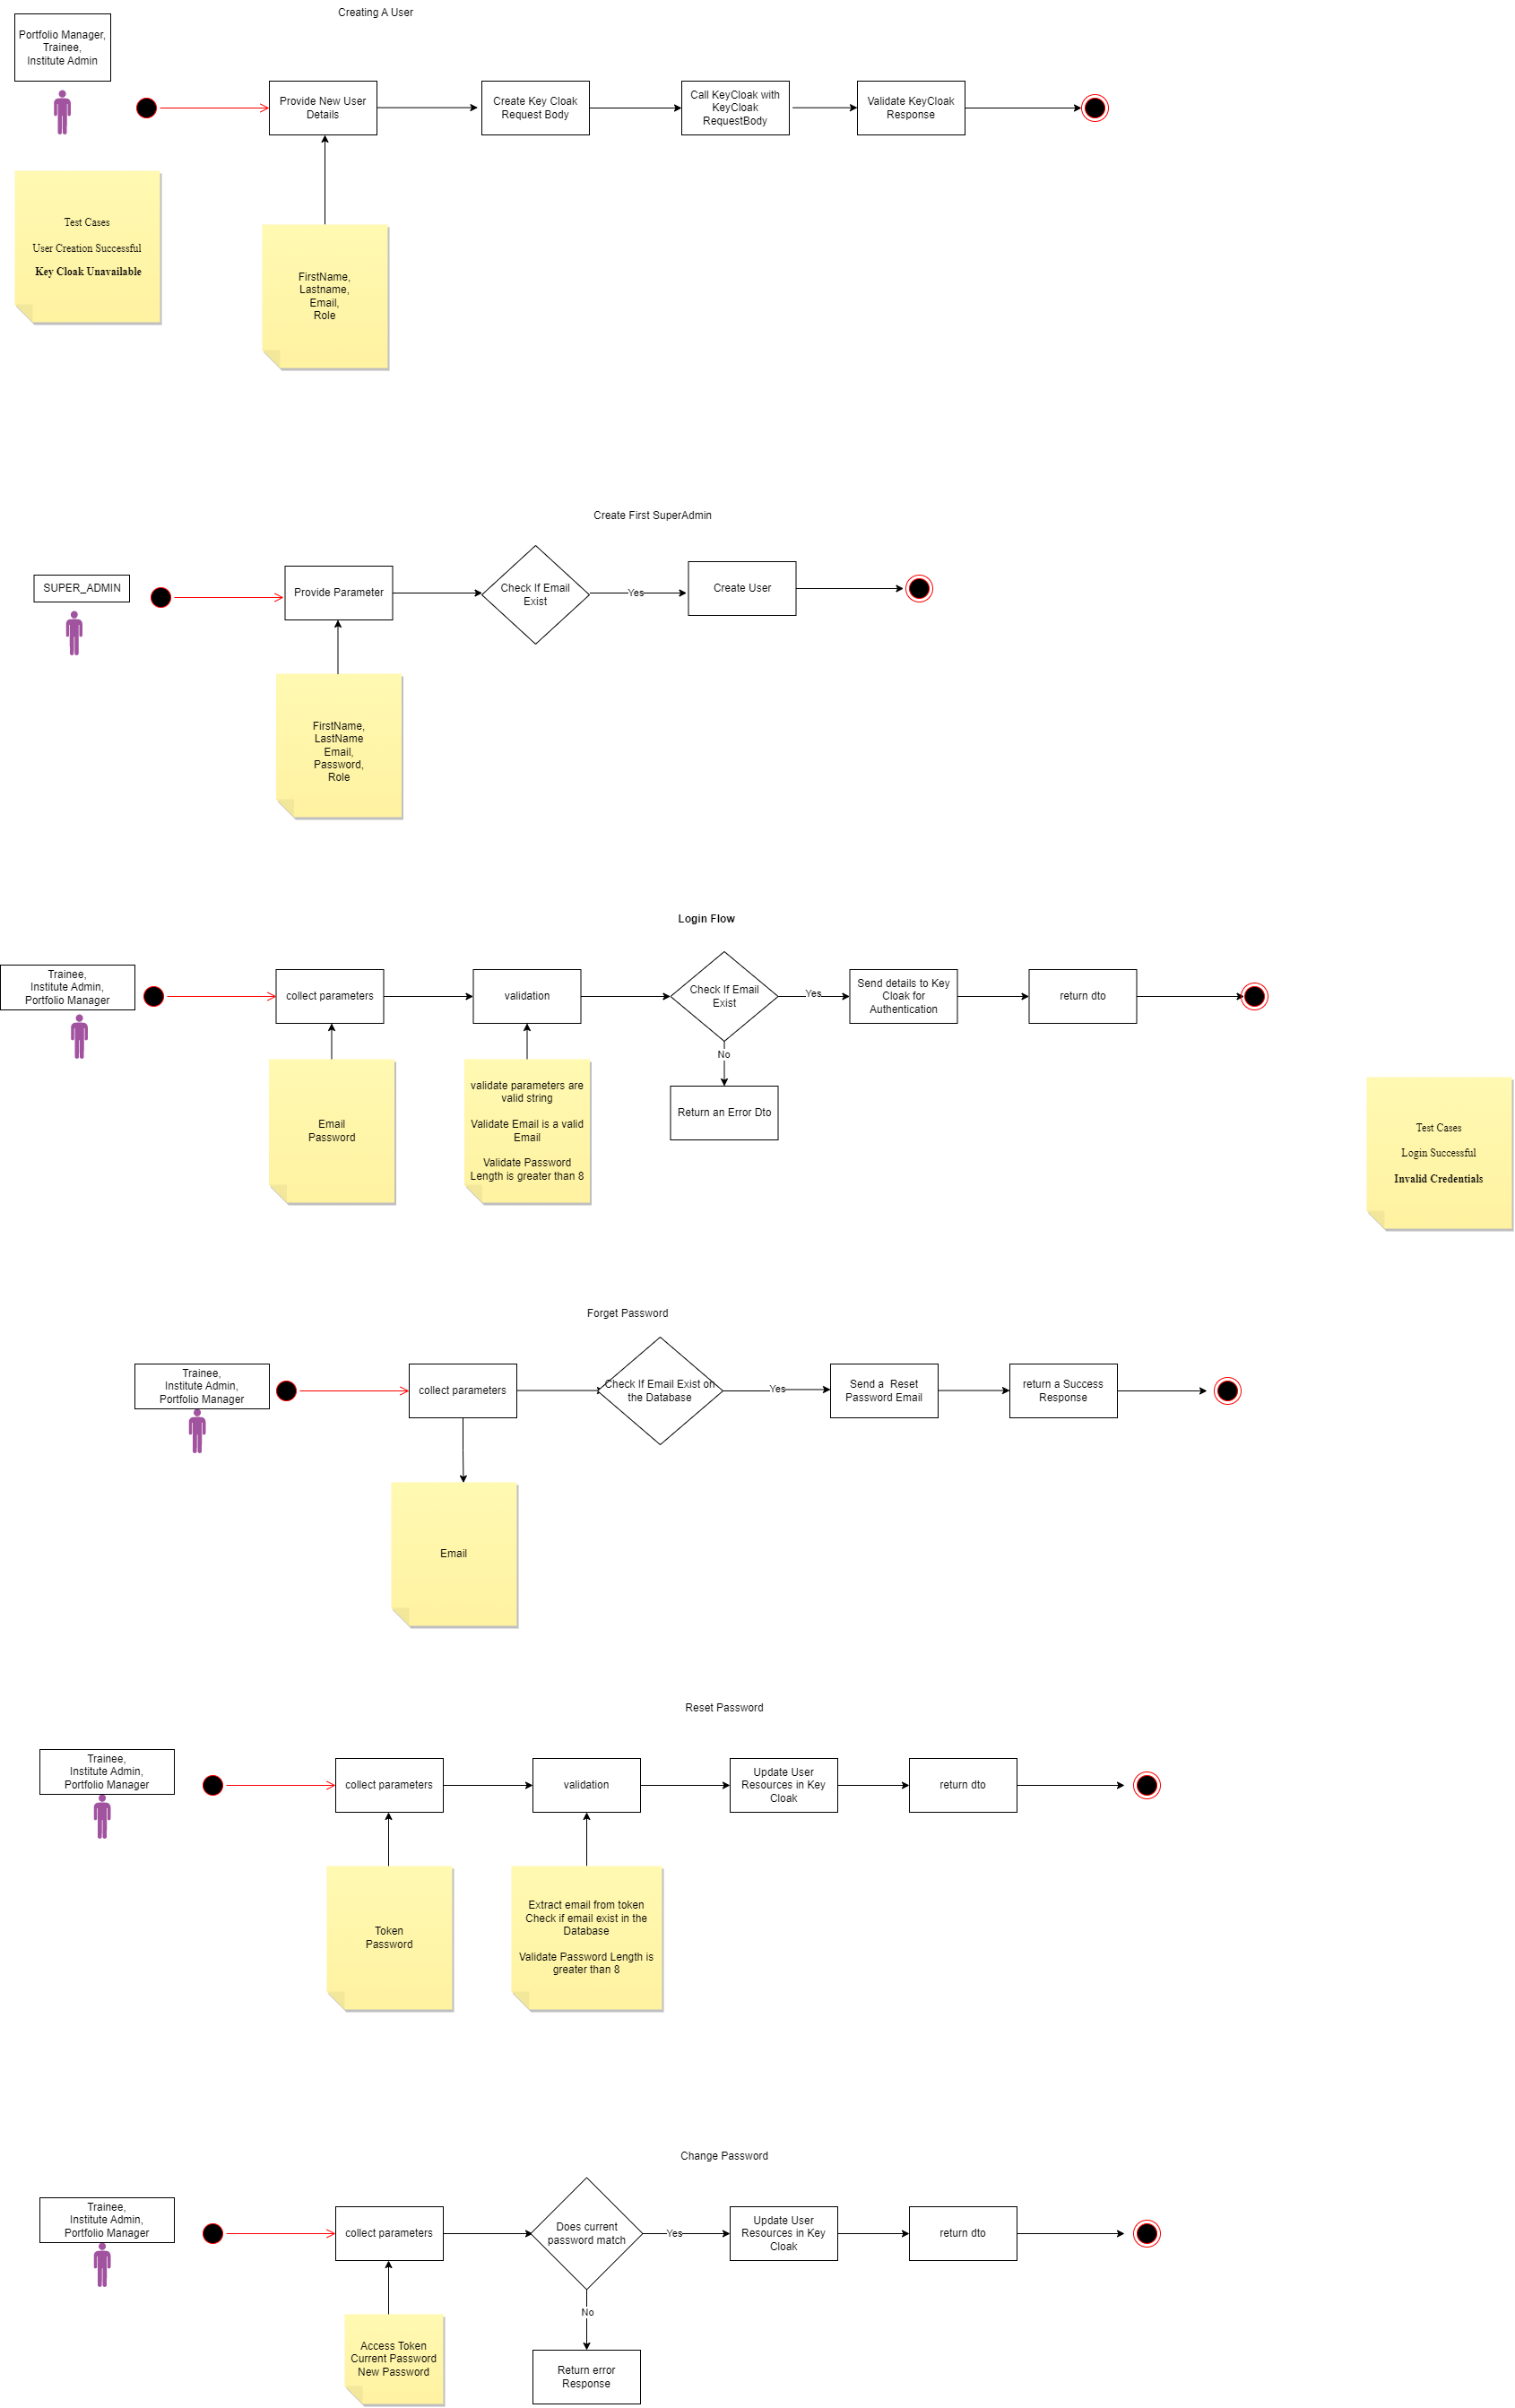 Creating A User
Portfolio Manager,
Trainee,
Institute Admin
Provide New User
Details
Create Key Cloak
Request Body
Call KeyCloak with
KeyCloak
RequestBody
Validate KeyCloak
Response
Test Cases
User Creation Successful
Key Cloak Unavailable
FirstName,
Lastname,
Email,
Role
Create First SuperAdmin
SUPER_ADMIN
Provide Parameter
Check If Email
Exist
Yes
Create User
FirstName,
LastName
Email,
Password,
Role
Login Flow
Trainee,
Institute Admin,
Portfolio Manager
collect parameters
validation
Check If Email
Exist
Yes
Send details to Key
Cloak for
Authentication
return dto
No
Return an Error Dto
Email
Password
validate parameters are
valid string
Validate Email is a valid
Email
Validate Password
Length is greater than 8
Test Cases
Login Successful
Invalid Credentials
Forget Password
Trainee,
Institute Admin,
Portfolio Manager
collect parameters
Check If Email Exist on
the Database
Yes
Send a  Reset
Password Email
return a Success
Response
Email
Reset Password
Trainee,
Institute Admin,
Portfolio Manager
collect parameters
validation
Update User
Resources in Key
Cloak
return dto
Token
Password
Extract email from token
Check if email exist in the
Database
Validate Password Length is
greater than 8
Change Password
Trainee,
Institute Admin,
Portfolio Manager
collect parameters
Does current
password match
Yes
Update User
Resources in Key
Cloak
return dto
No
Return error
Response
Access Token
Current Password
New Password